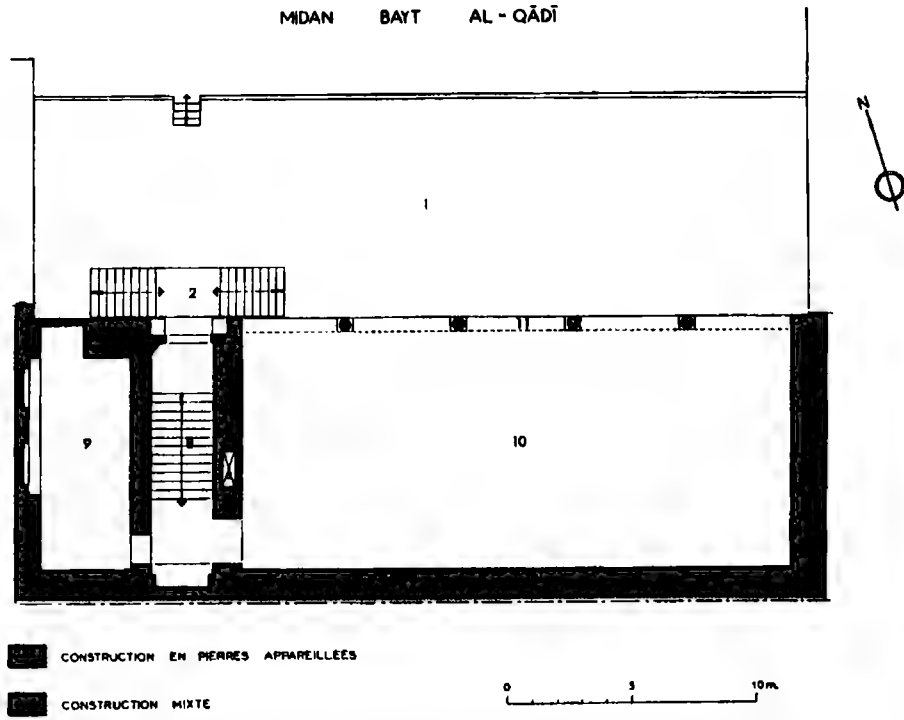 MIDAN BAYT AL-QĀDĪ
N
1
2
11
9
8
10
CONSTRUCTION EN PIERRES APPAREILLÉES
CONSTRUCTION MIXTE
0 5 10m.